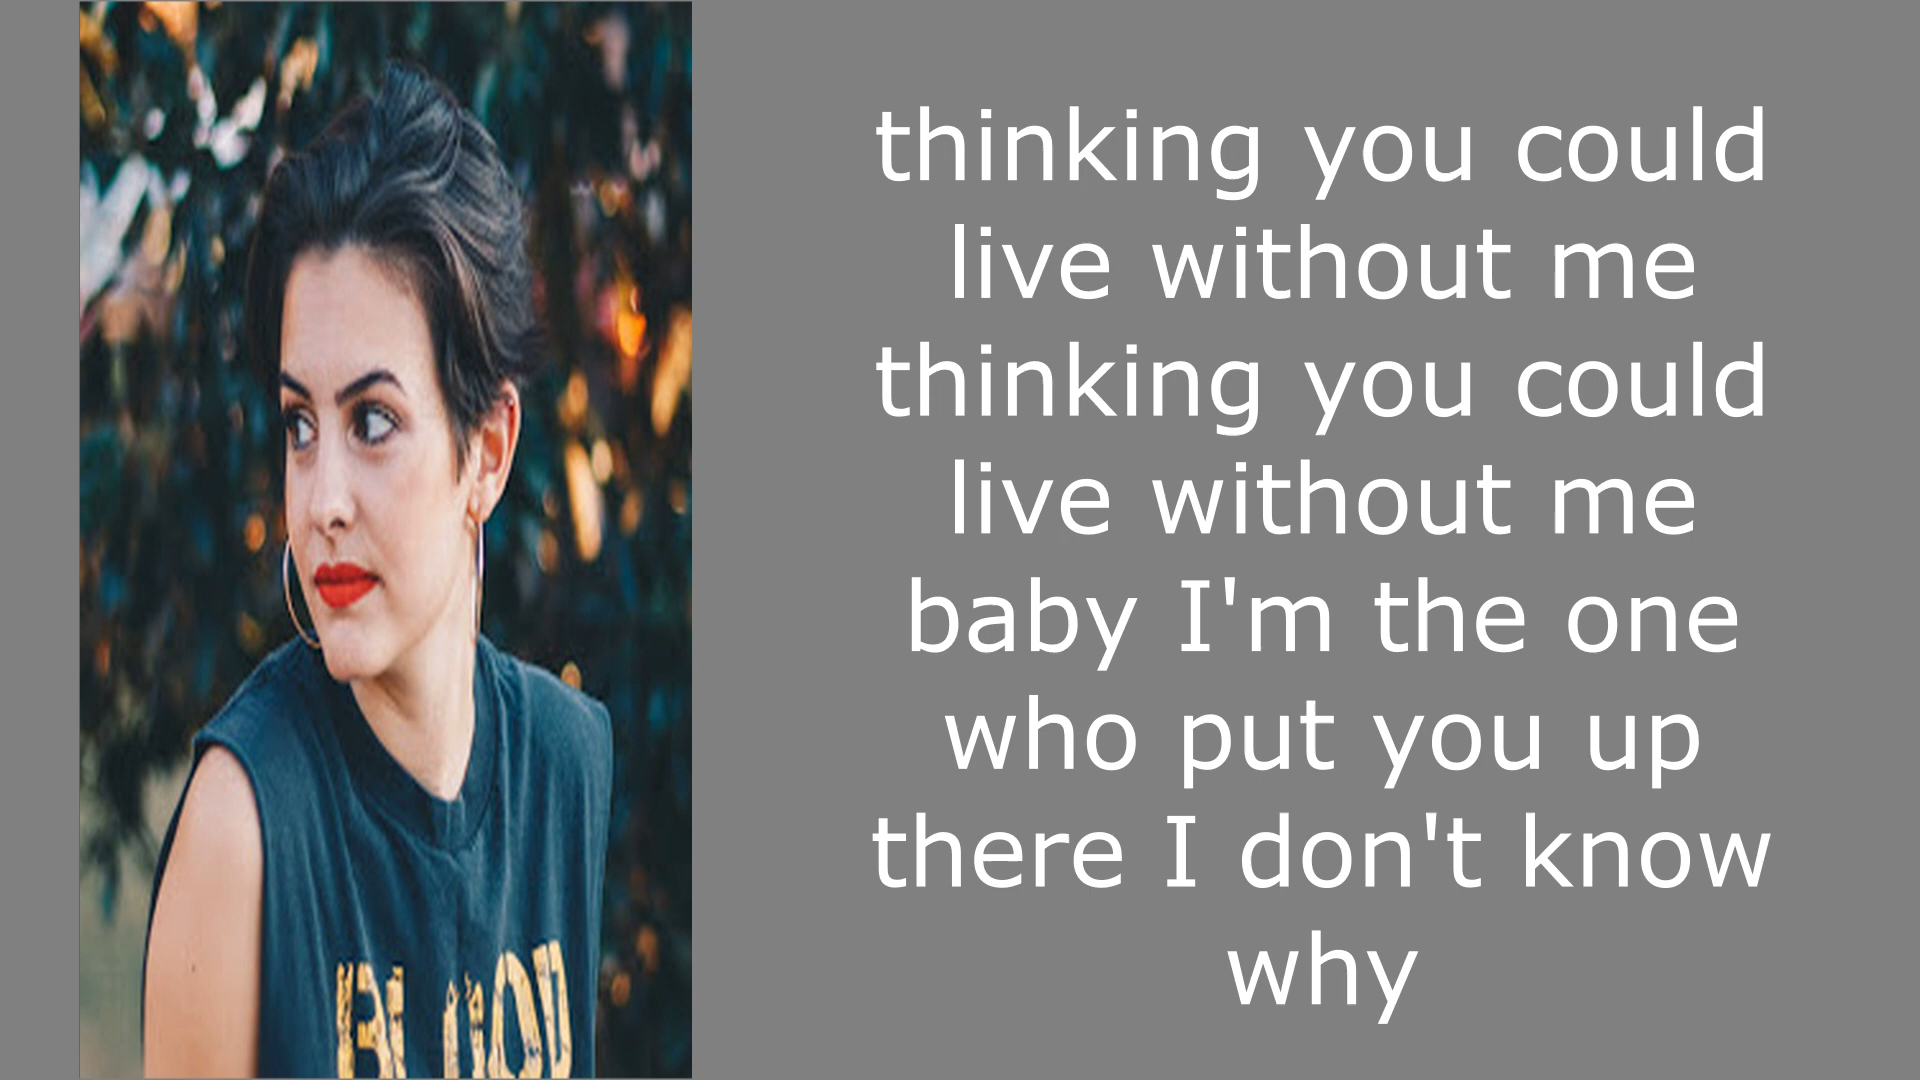 thinking you could
live without me
thinking you could
live without me
baby I'm the one
who put you up
there I don't know
why